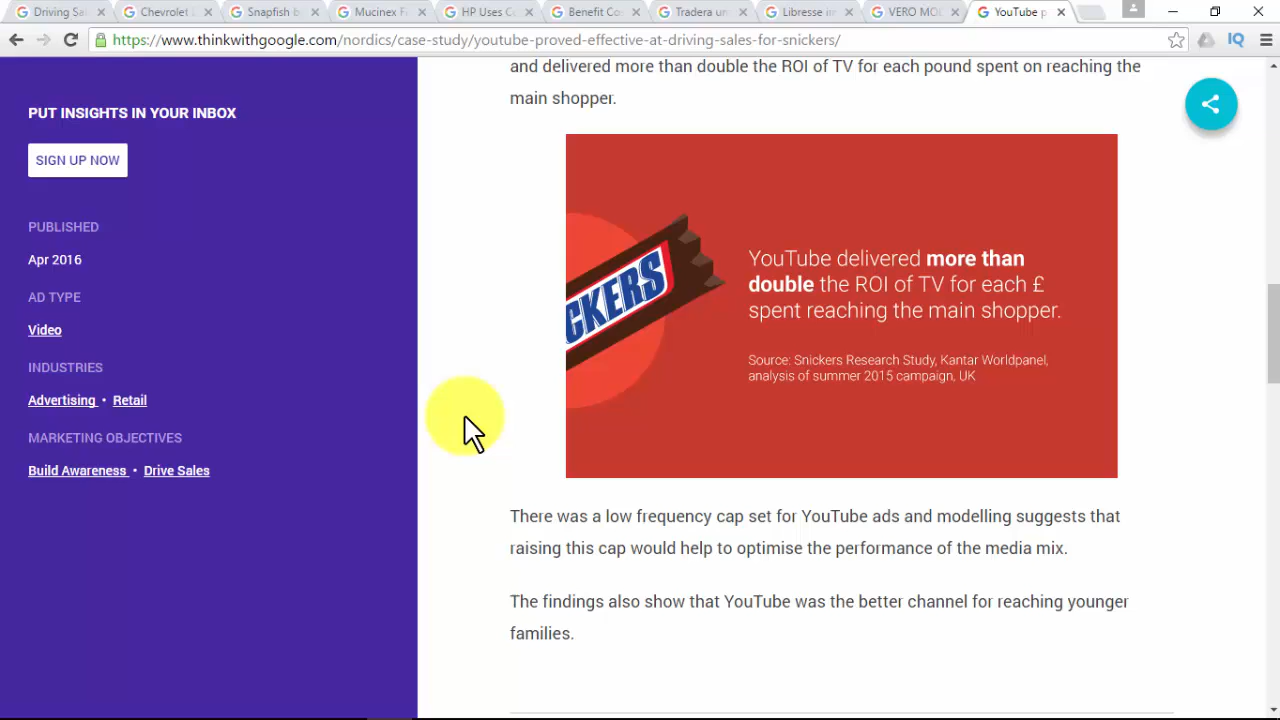 Driving Sal
Chevrolet
Snapfish b
Mucinex F
HP Uses C
Benefit Co
Tradera u
Libresse i
VERO MO
YouTube p
https://www.thinkwithgoogle.com/nordics/case-study/youtube-proved-effective-at-driving-sales-for-snickers/
IQ
PUT INSIGHTS IN YOUR INBOX
SIGN UP NOW
PUBLISHED
Apr 2016
AD TYPE
Video
INDUSTRIES
Advertising • Retail
MARKETING OBJECTIVES
Build Awareness • Drive Sales
and delivered more than double the ROI of TV for each pound spent on reaching the
main shopper.
CKERS
YouTube delivered more than
double the ROI of TV for each £
spent reaching the main shopper.
Source: Snickers Research Study, Kantar Worldpanel,
analysis of summer 2015 campaign, UK
There was a low frequency cap set for YouTube ads and modelling suggests that
raising this cap would help to optimise the performance of the media mix.
The findings also show that YouTube was the better channel for reaching younger
families.